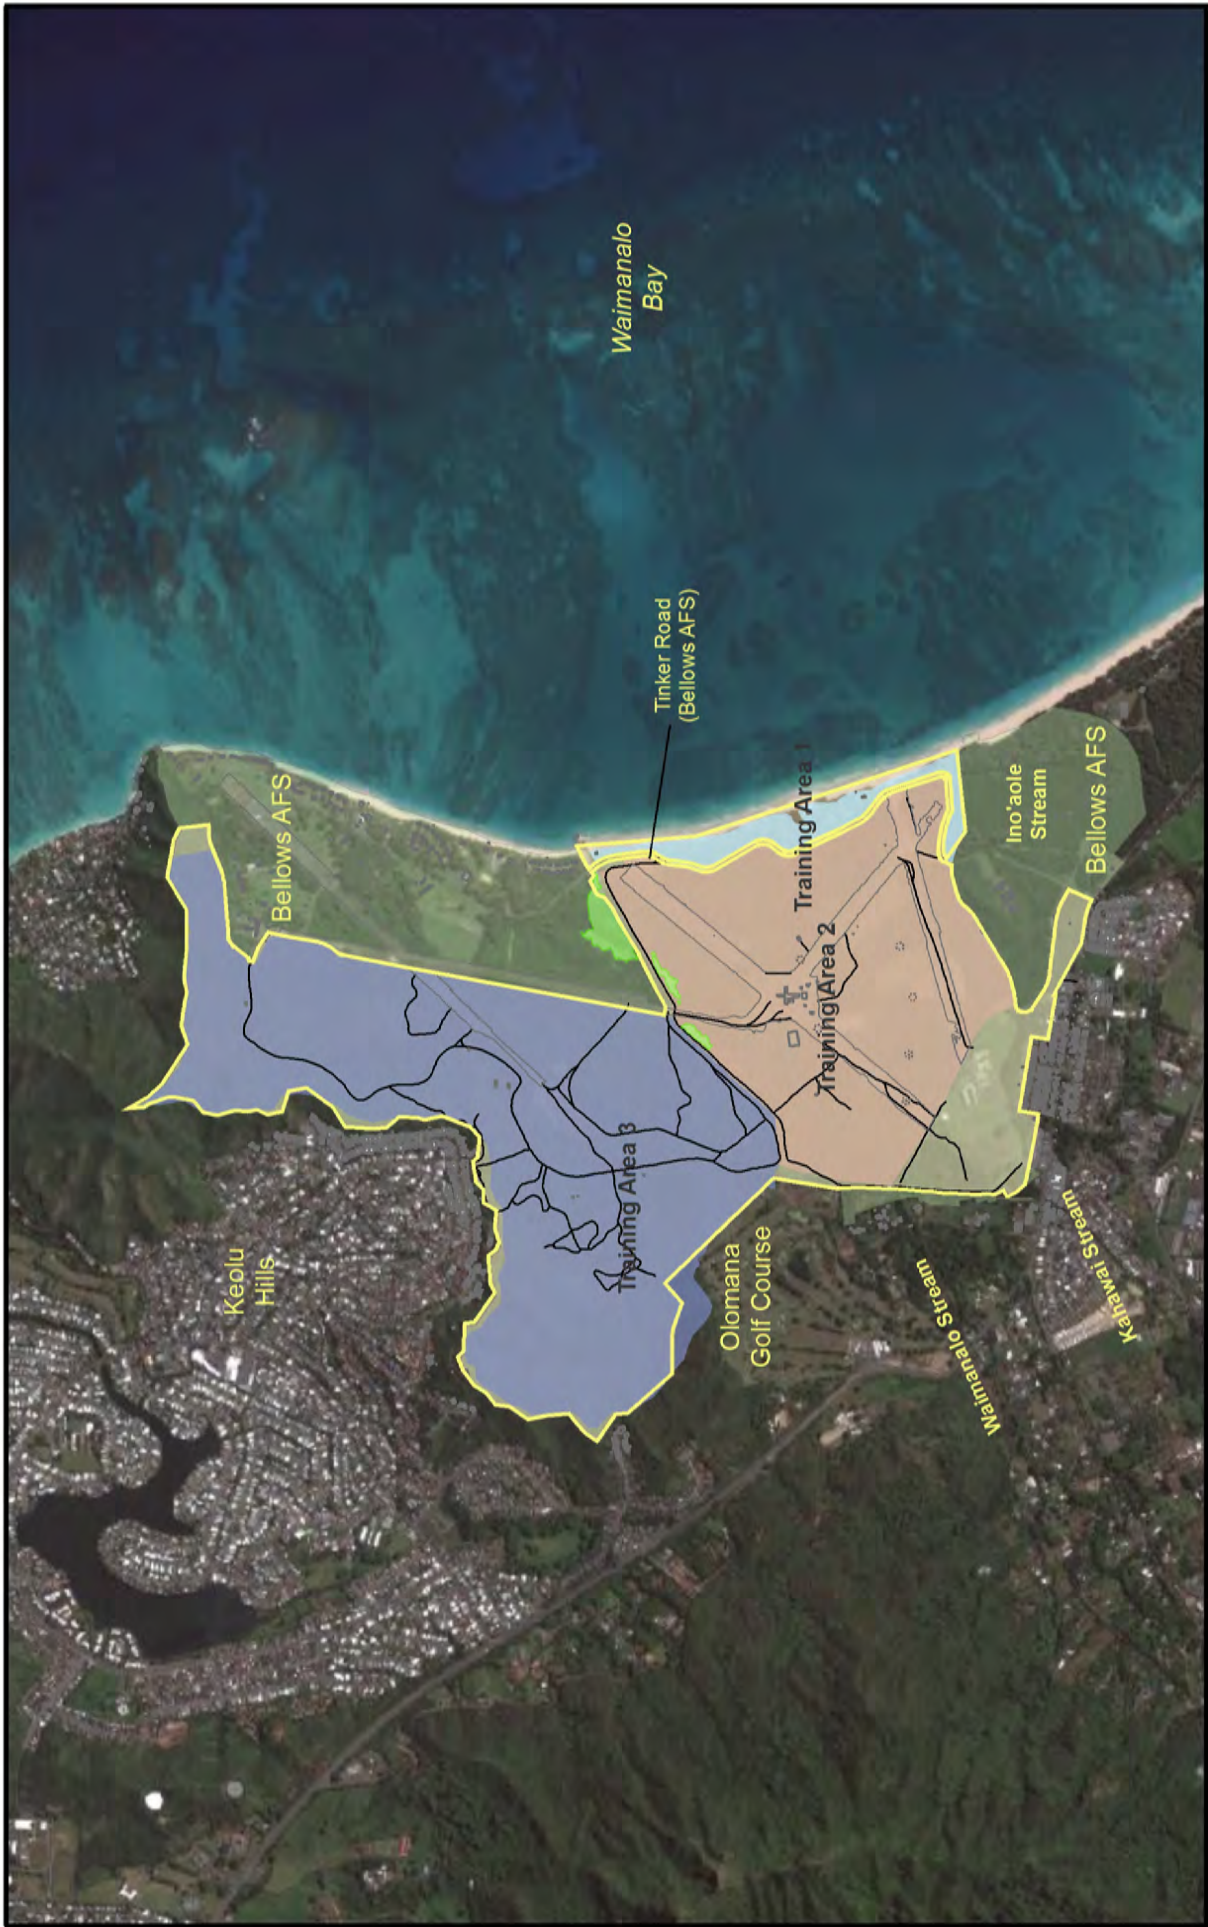 Waimanalo
Bay
Tinker Road
(Bellows AFS)
Bellows AFS
Training Area 1
Ino'aole
Stream
Bellows AFS
Training Area 2
Training Area 3
Keolu
Hills
Olomana
Golf Course
Waimanalo Stream
Kahawai Stream